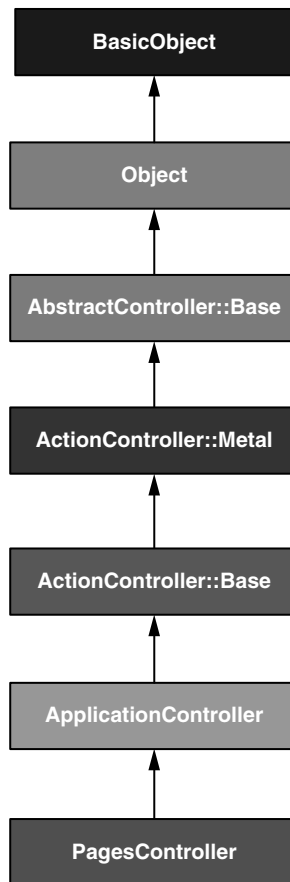 BasicObject
Object
AbstractController::Base
ActionController::Metal
ActionController::Base
ApplicationController
PagesController